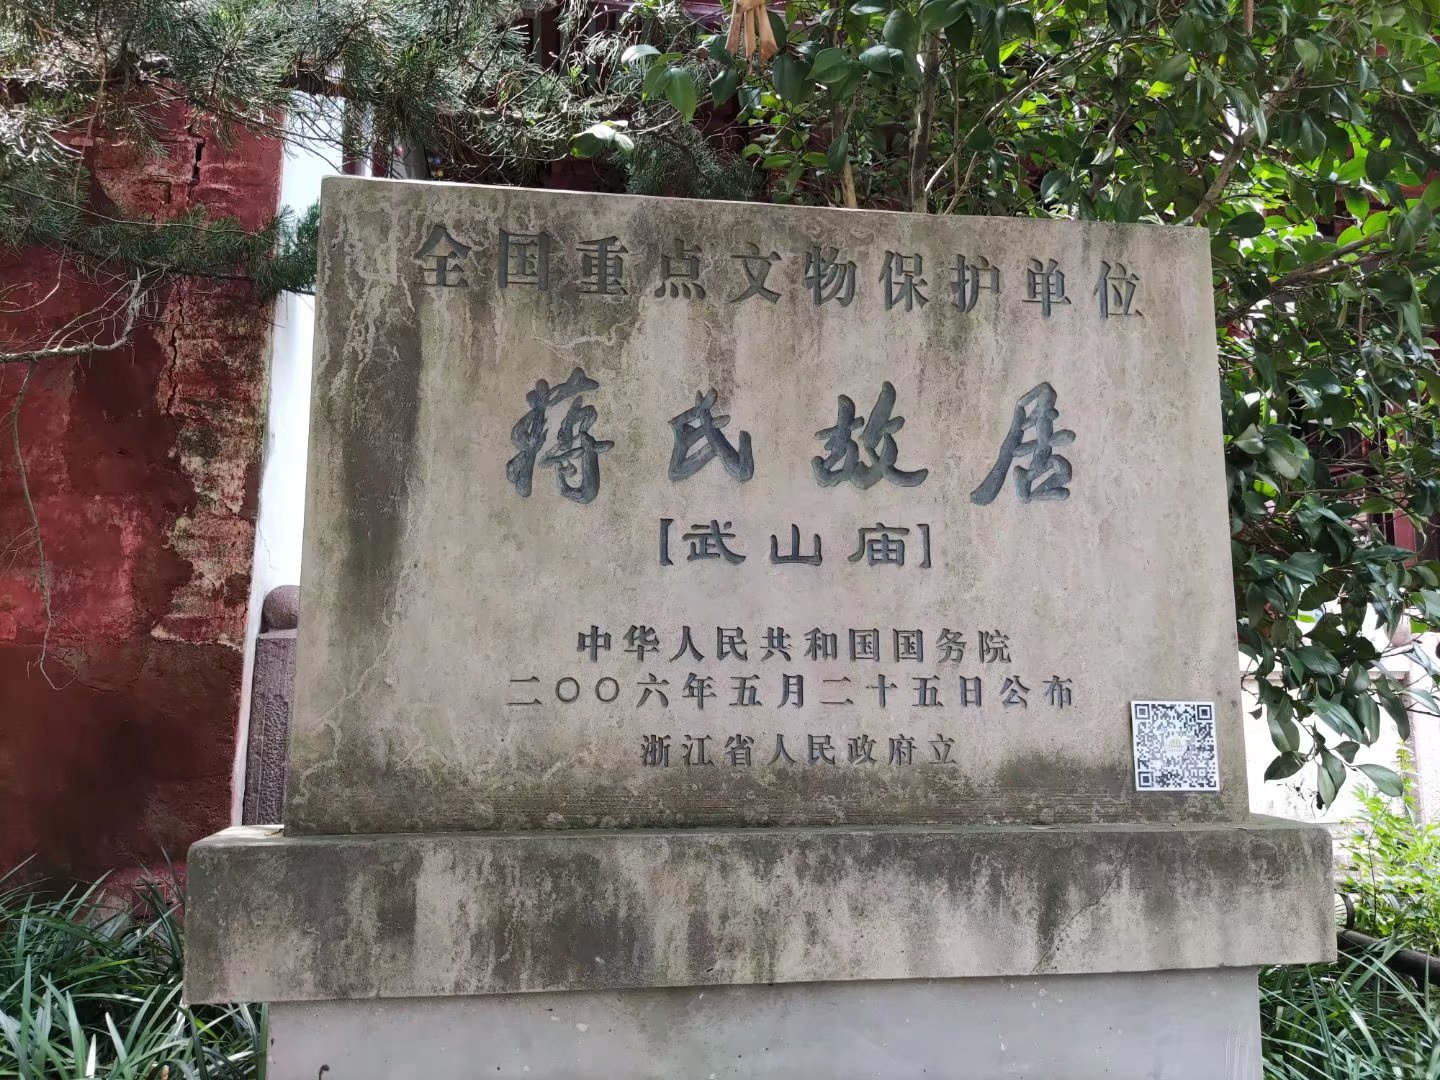 全国重点文物保护单位
蒋氏故居
[武山庙]
中华人民共和国国务院
二〇〇六年五月二十五日公布
浙江省人民政府立